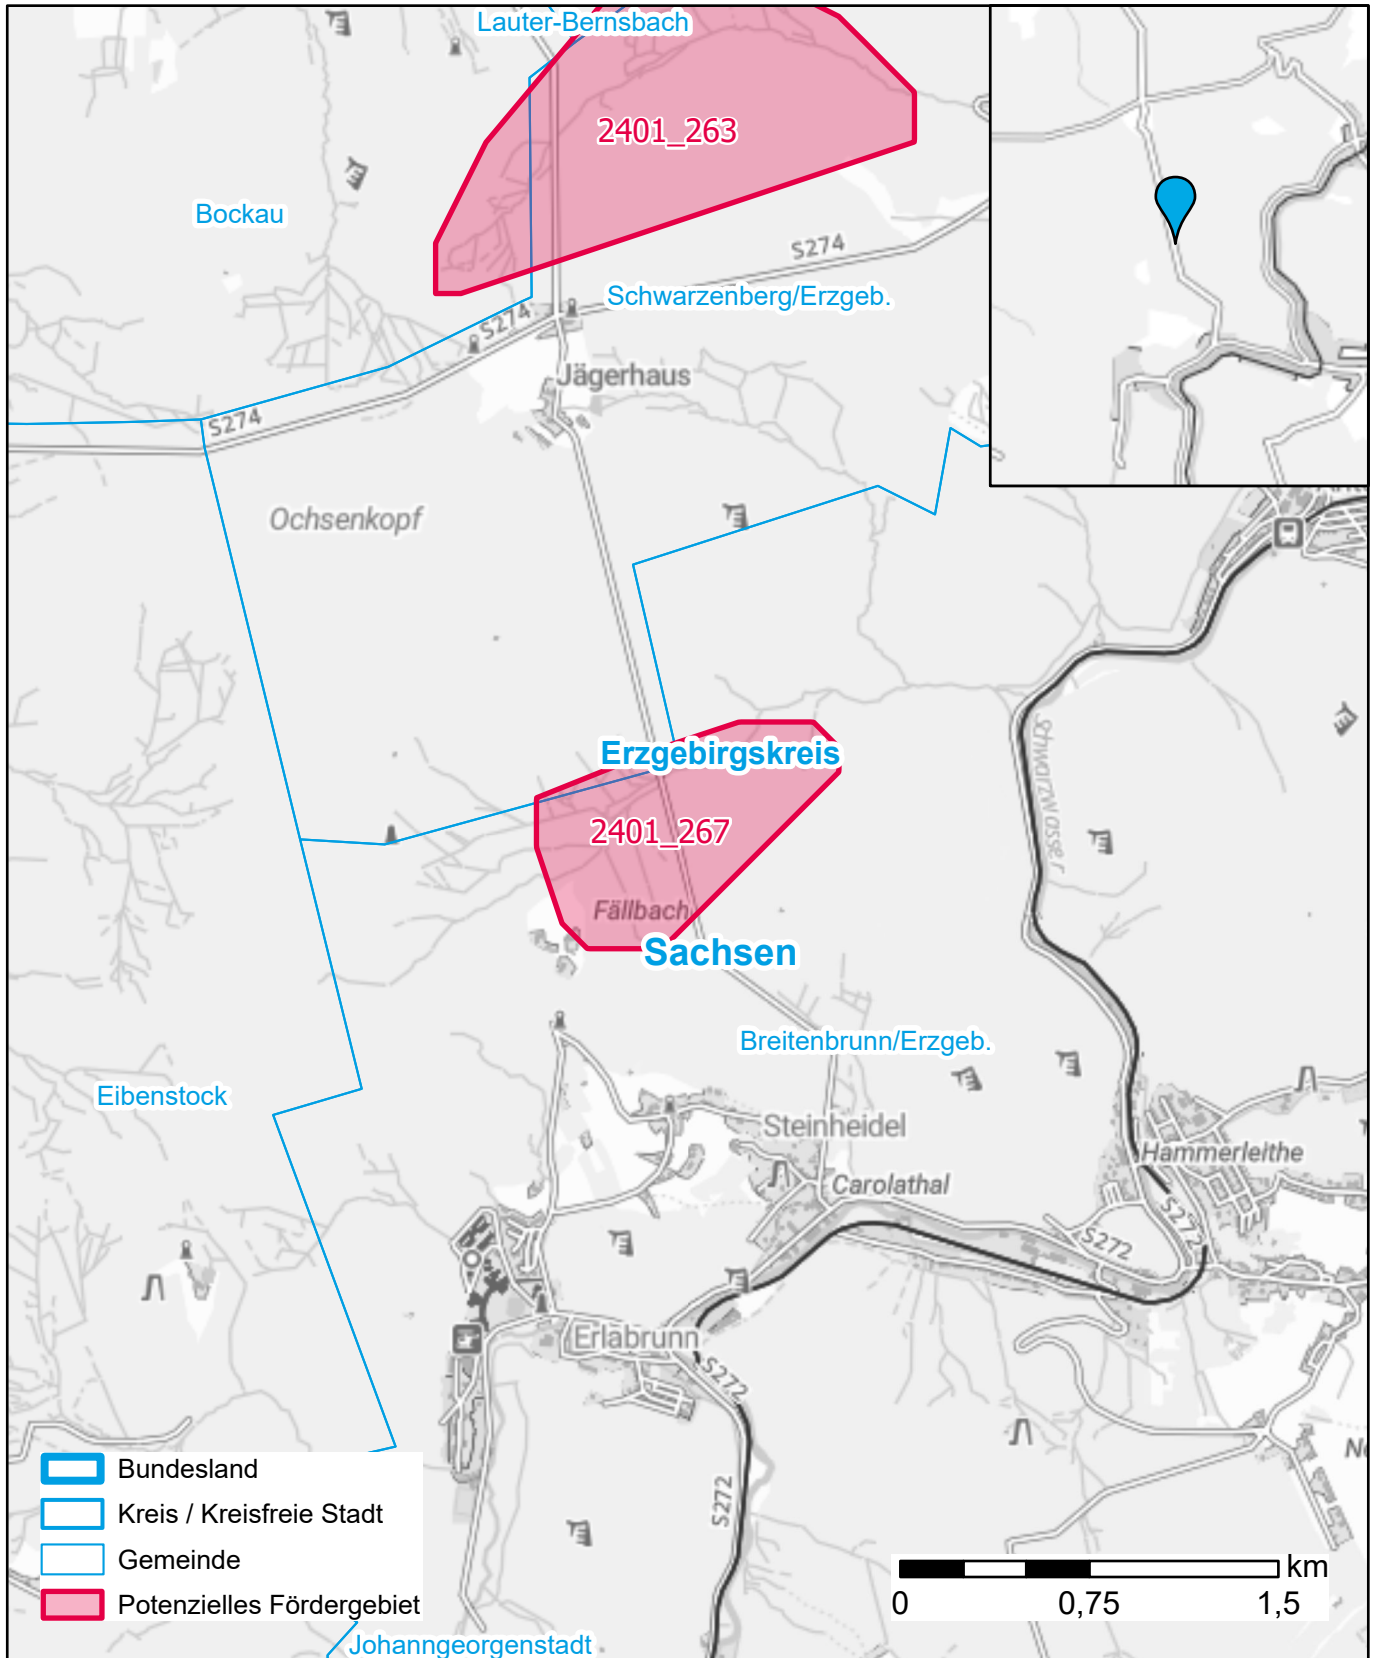 Lauter-Bernsbach
2401_263
Bockau
S274
Schwarzenberg/Erzgeb.
S274
Jägerhaus
S274
Ochsenkopf
Schwarzwasser
Erzgebirgskreis
2401_267
Fällbach
Sachsen
Breitenbrunn/Erzgeb.
Eibenstock
Steinheidel
Hammerleithe
Carolathal
S272
S272
Erlabrunn
S272
S272
Bundesland
Kreis / Kreisfreie Stadt
Gemeinde
Potenzielles Fördergebiet
km
0 0,75 1,5
Johanngeorgenstadt